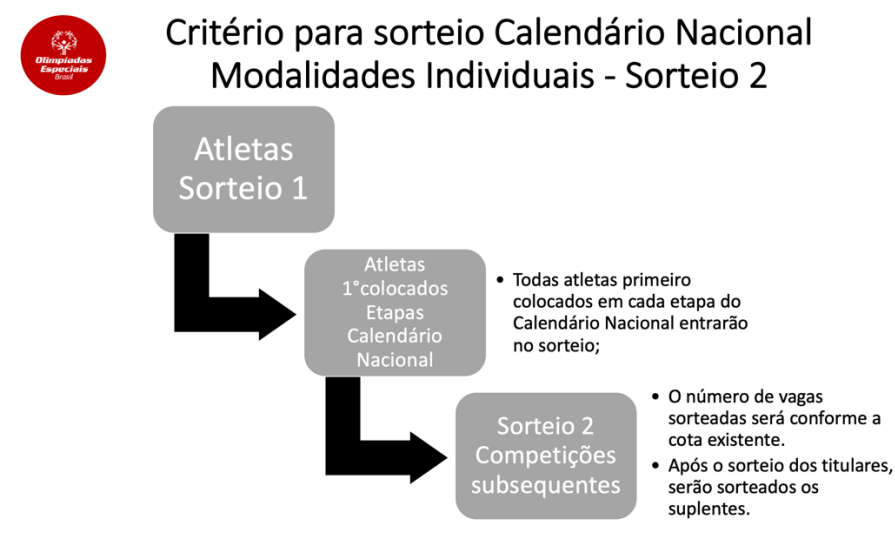 Olimpíadas
Especiais
Brasil
Critério para sorteio Calendário Nacional
Modalidades Individuais - Sorteio 2
Atletas
Sorteio 1
Atletas
1°colocados
Etapas
Calendário
Nacional
• Todas atletas primeiro
colocados em cada etapa do
Calendário Nacional entrarão
no sorteio;
Sorteio 2
Competições
subsequentes
• O número de vagas
sorteadas será conforme a
cota existente.
• Após o sorteio dos titulares,
serão sorteados os
suplentes.